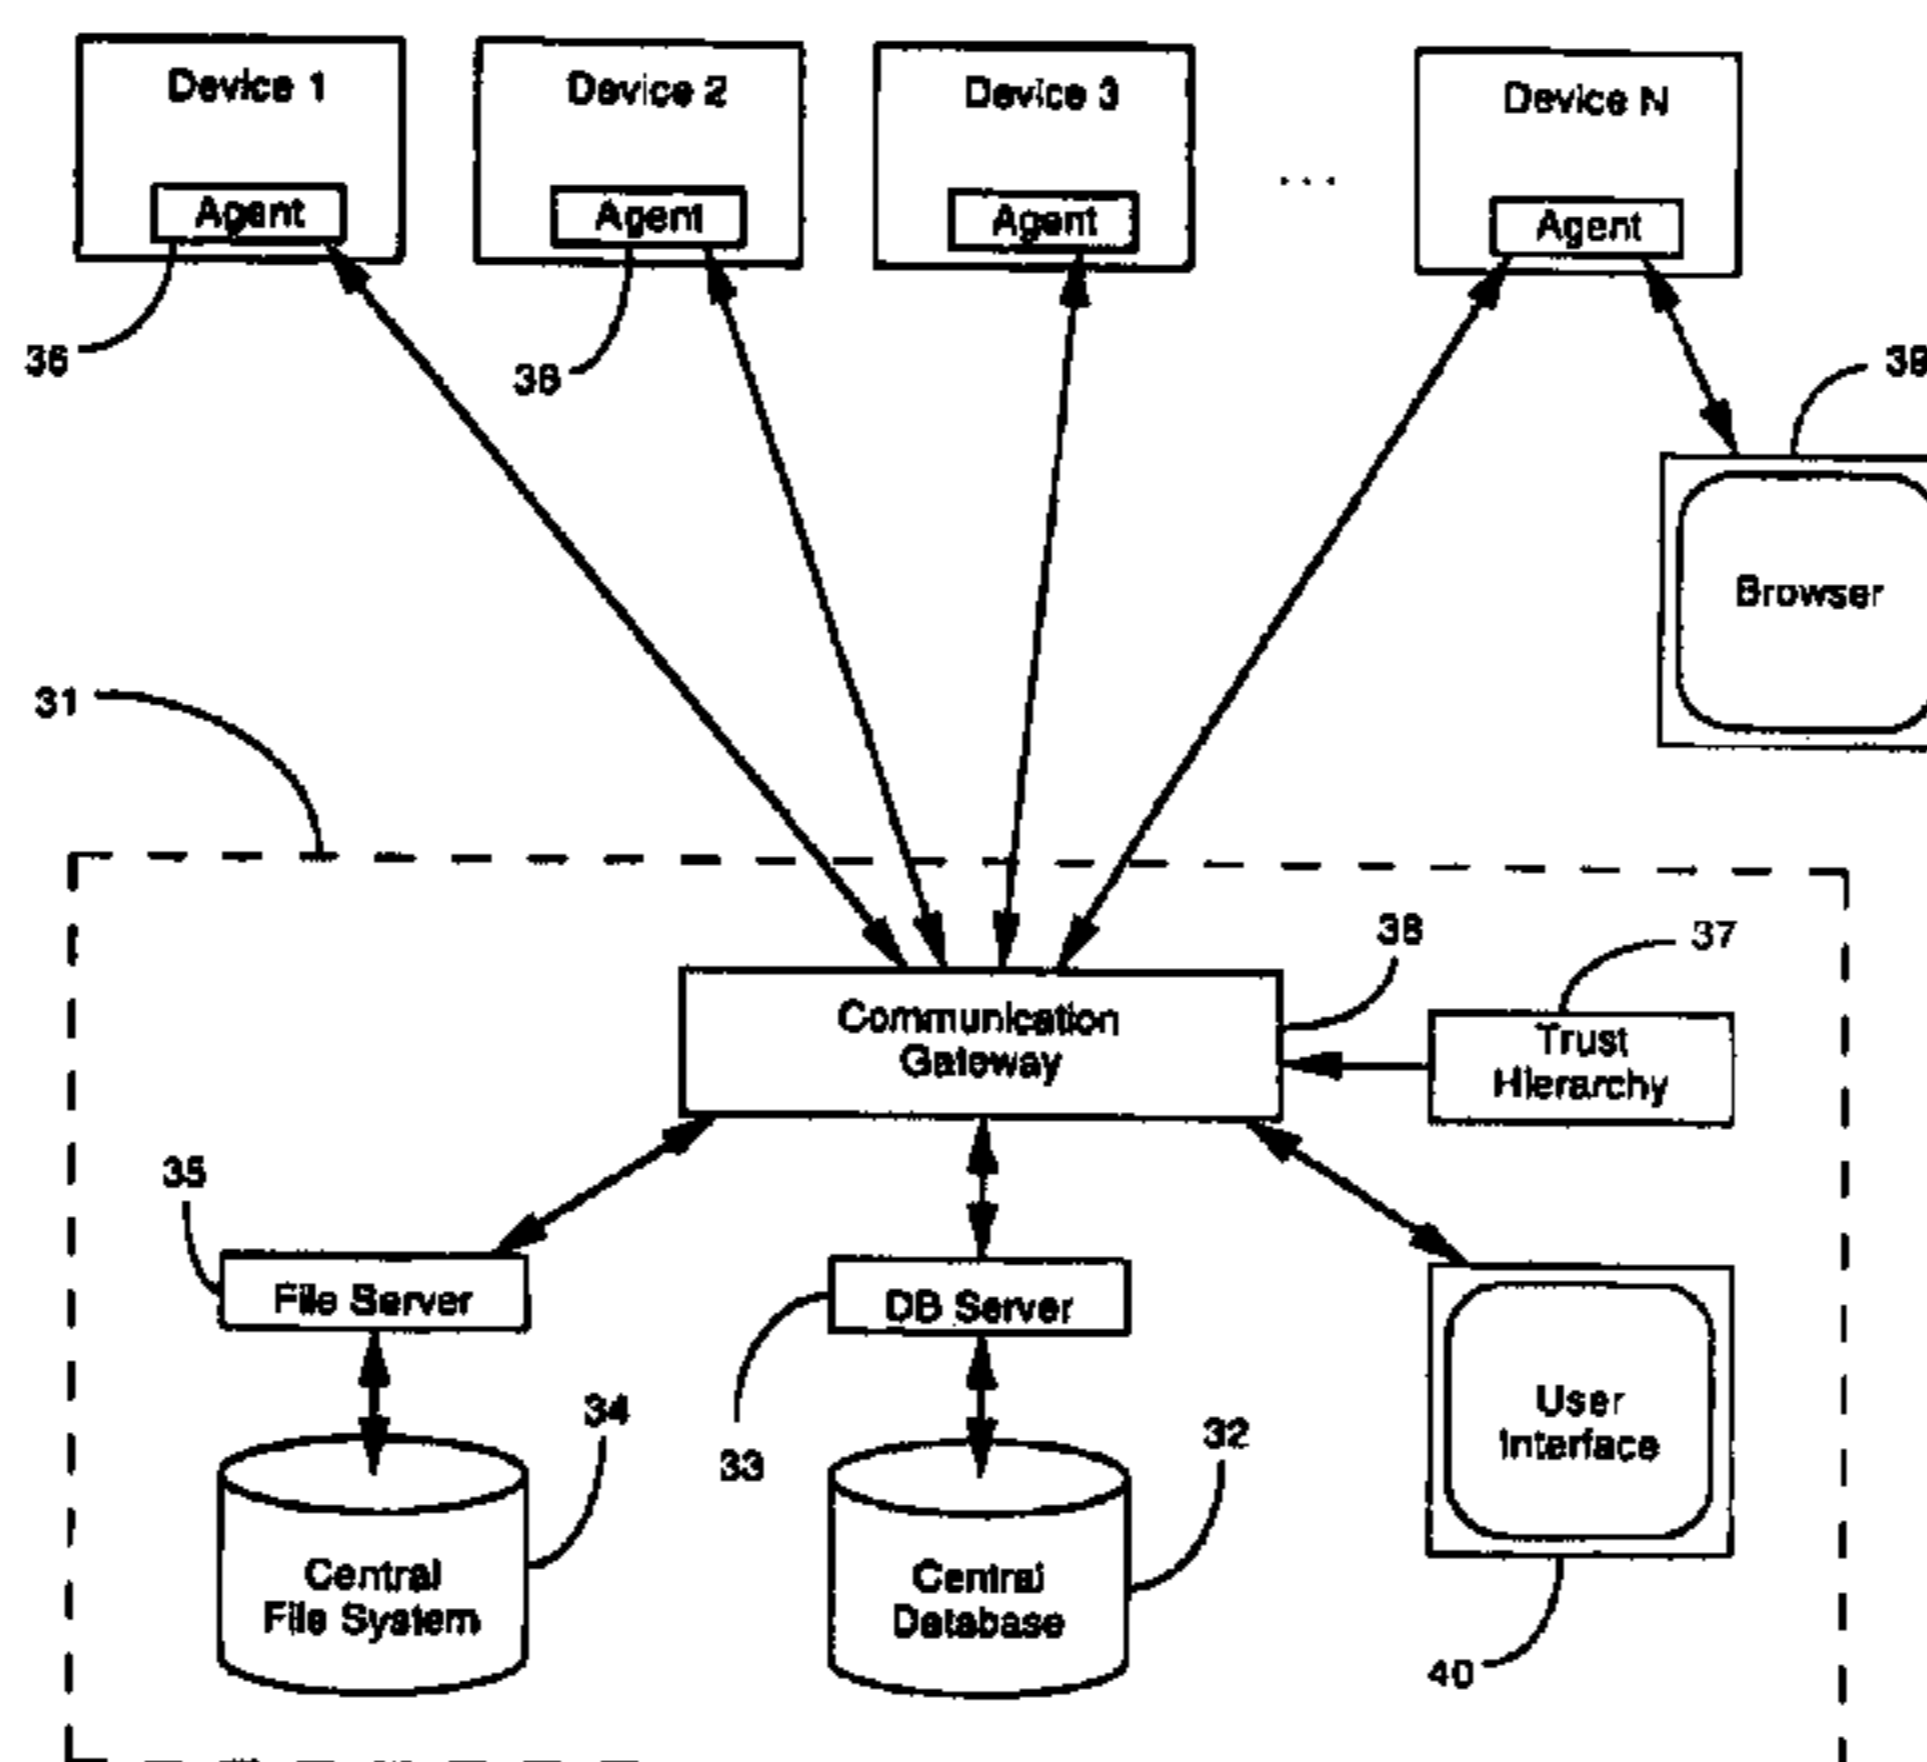 Device 1
Device 2
Device 3
Device N
Agent
Agent
Agent
...
Agent
36
36
39
Browser
31
38
37
Communication
Gateway
Trust
Hierarchy
35
File Server
DB Server
34
33
32
User
Interface
Central
File System
Central
Database
40